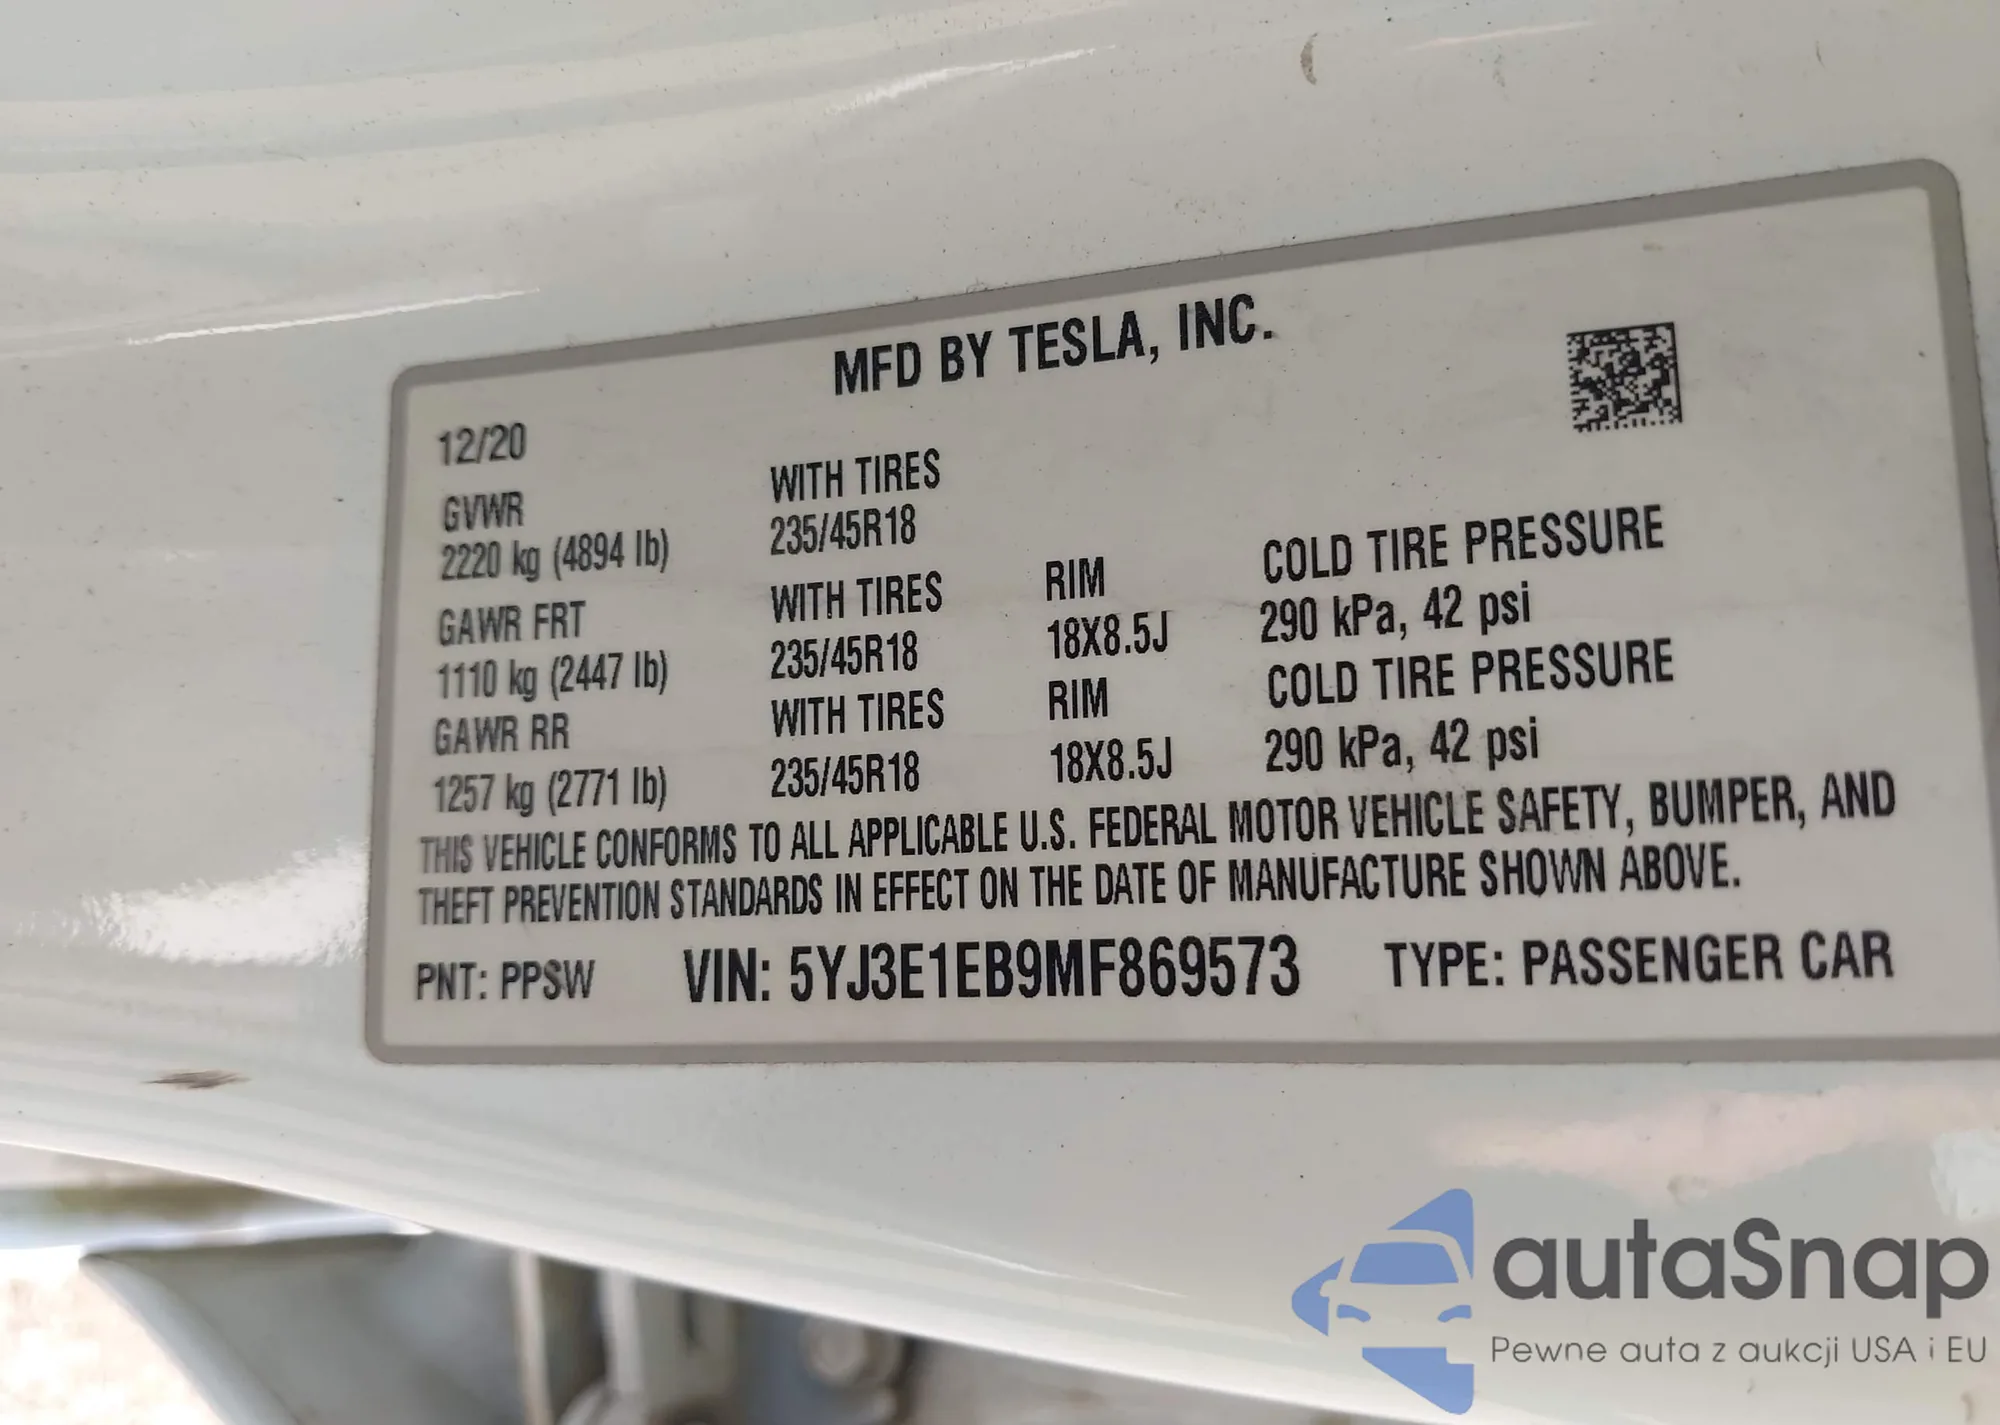 MFD BY TESLA, INC.
12/20
GVWR WITH TIRES
2220 kg (4894 lb) 235/45R18
GAWR FRT WITH TIRES RIM COLD TIRE PRESSURE
1110 kg (2447 lb) 235/45R18 18X8.5J 290 kPa, 42 psi
GAWR RR WITH TIRES RIM COLD TIRE PRESSURE
1257 kg (2771 lb) 235/45R18 18X8.5J 290 kPa, 42 psi
THIS VEHICLE CONFORMS TO ALL APPLICABLE U.S. FEDERAL MOTOR VEHICLE SAFETY, BUMPER, AND
THEFT PREVENTION STANDARDS IN EFFECT ON THE DATE OF MANUFACTURE SHOWN ABOVE.
PNT: PPSW VIN: 5YJ3E1EB9MF869573 TYPE: PASSENGER CAR
autaSnap
Pewne auta z aukcji USA i EU